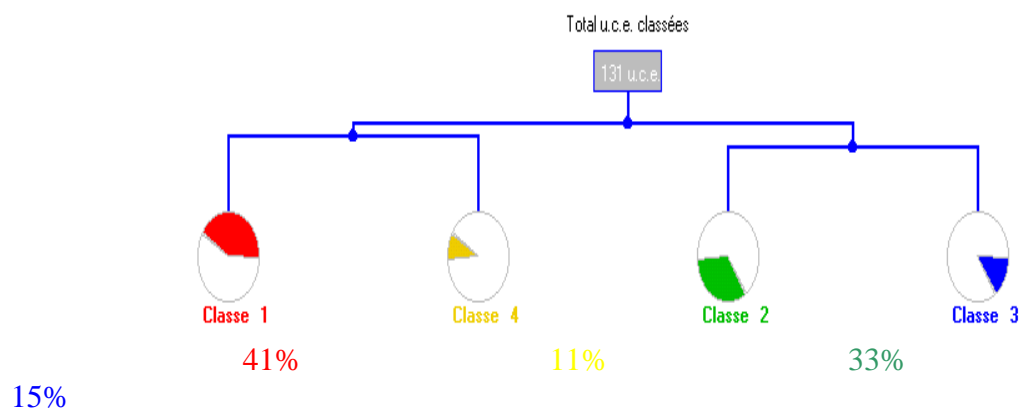 Total u.c.e. classées
131 u.c.e.
Classe 1 Classe 4 Classe 2 Classe 3
41% 11% 33%
15%